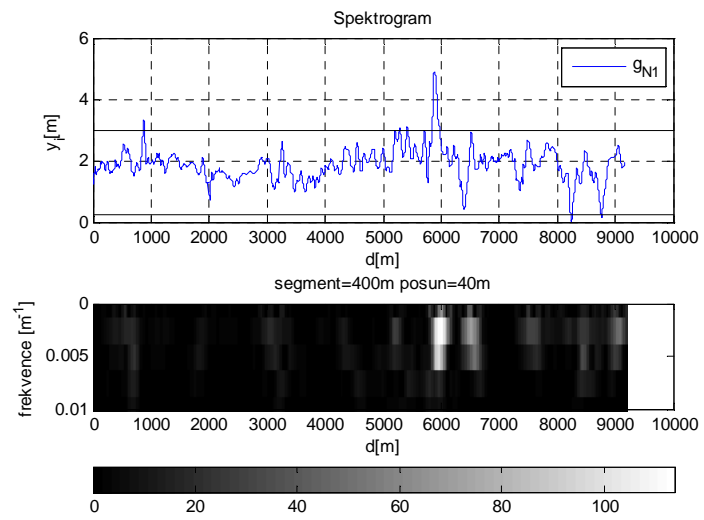 Spektrogram
6
4
2
0
y_i[m]
g_N1
0 1000 2000 3000 4000 5000 6000 7000 8000 9000 10000
d[m]
segment=400m posun=40m
0
0.005
0.01
frekvence [m⁻¹]
0 1000 2000 3000 4000 5000 6000 7000 8000 9000 10000
d[m]
0 20 40 60 80 100